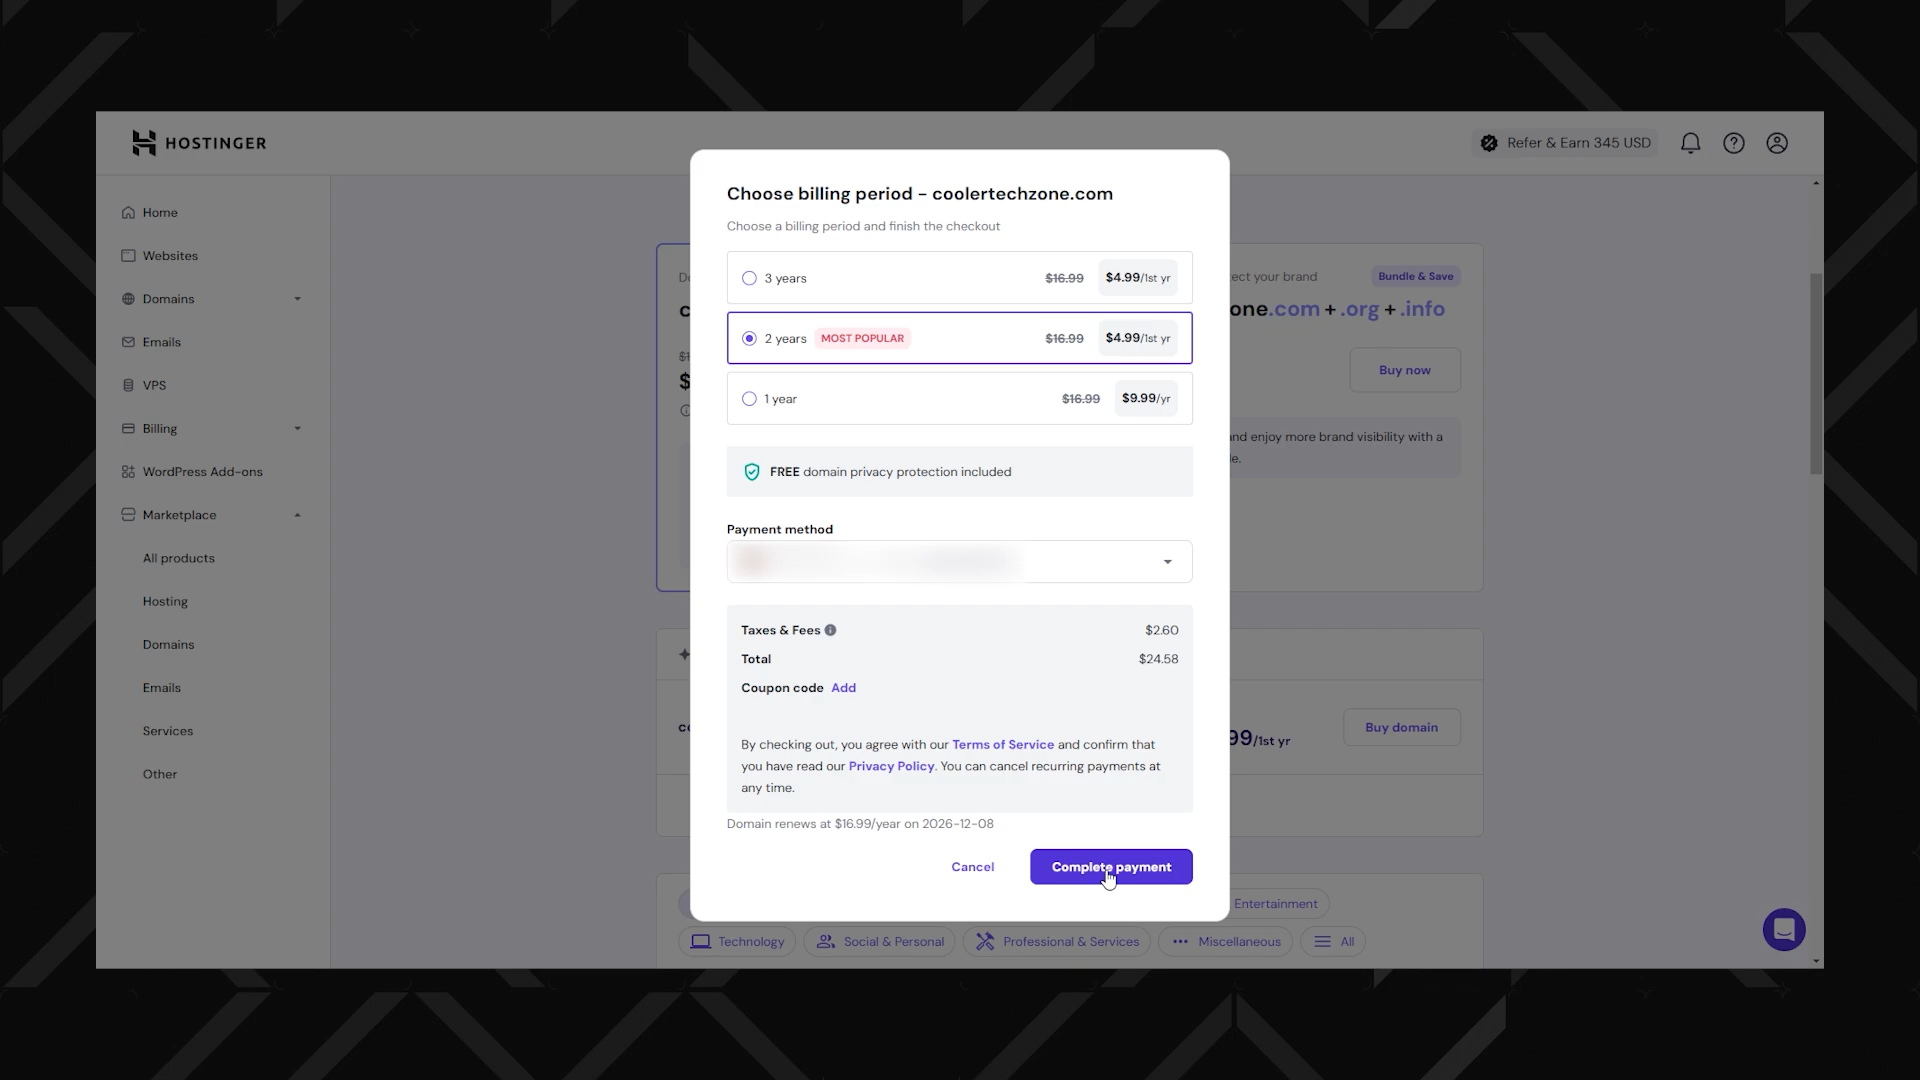 HOSTINGER
Refer & Earn 345 USD
Home
Websites
Domains
Emails
VPS
Billing
WordPress Add-ons
Marketplace
All products
Hosting
Domains
Emails
Services
Other
Choose billing period – coolertechzone.com
Choose a billing period and finish the checkout
3 years $16.99 $4.99/1st yr
2 years MOST POPULAR $16.99 $4.99/1st yr
1 year $16.99 $9.99/yr
FREE domain privacy protection included
Payment method
Taxes & Fees $2.60
Total $24.58
Coupon code Add
By checking out, you agree with our Terms of Service and confirm that
you have read our Privacy Policy. You can cancel recurring payments at
any time.
Domain renews at $16.99/year on 2026-12-08
Cancel
Complete payment
your brand
Bundle & Save
.com + .org + .info
Buy now
enjoy more brand visibility with a
/1st yr
Buy domain
Entertainment
Technology
Social & Personal
Professional & Services
Miscellaneous
All